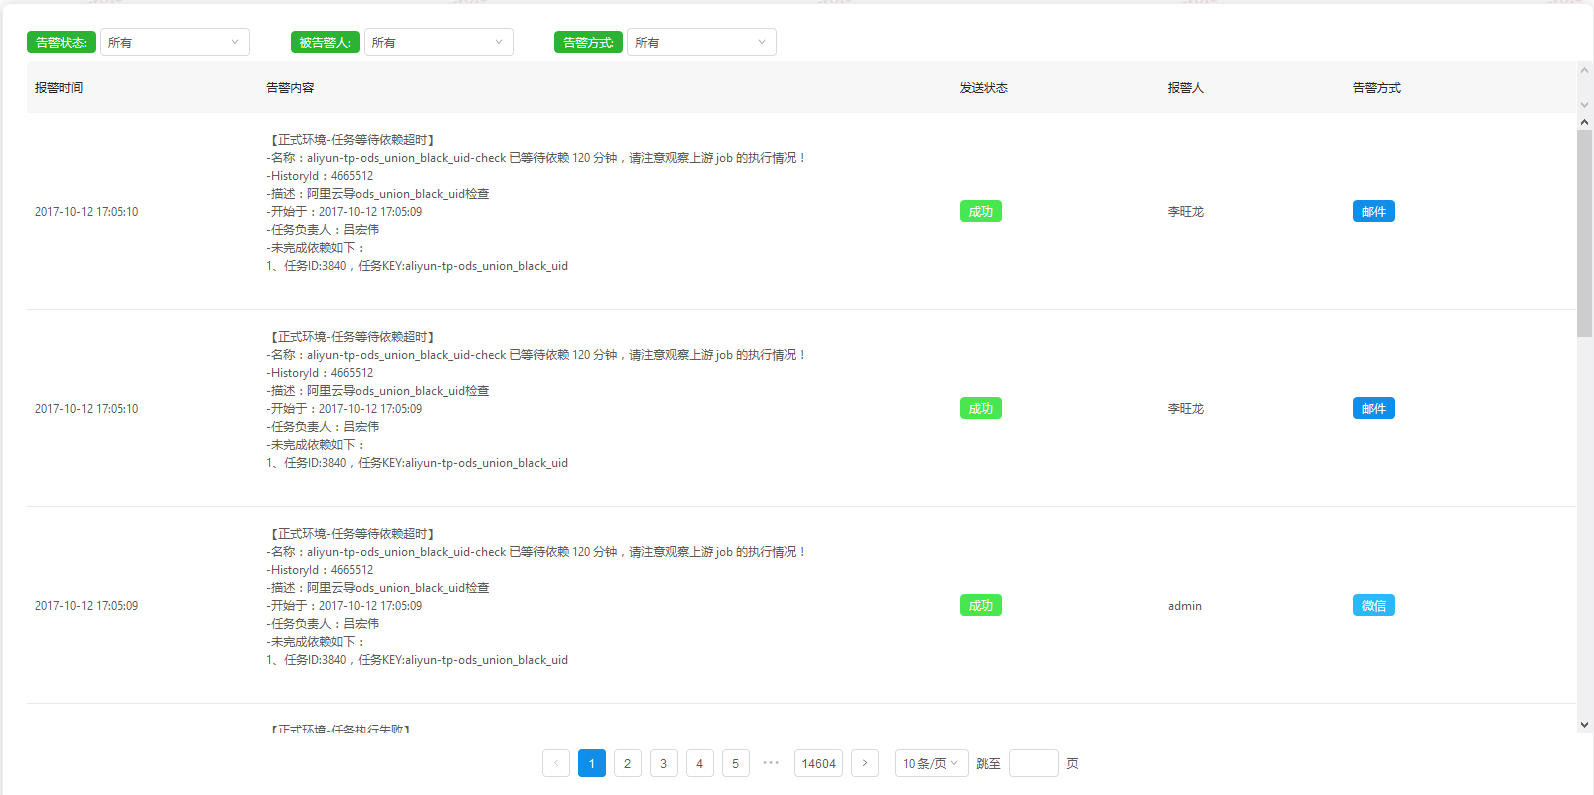 告警状态: 所有 被告警人: 所有 告警方式: 所有
报警时间 告警内容 发送状态 报警人 告警方式
【正式环境-任务等待依赖超时】
-名称：aliyun-tp-ods_union_black_uid-check 已等待依赖 120 分钟，请注意观察上游 job 的执行情况！
-HistoryId：4665512
-描述：阿里云导ods_union_black_uid检查
2017-10-12 17:05:10 -开始于：2017-10-12 17:05:09 成功 李旺龙 邮件
-任务负责人：吕宏伟
-未完成依赖如下：
1、任务ID:3840，任务KEY:aliyun-tp-ods_union_black_uid
【正式环境-任务等待依赖超时】
-名称：aliyun-tp-ods_union_black_uid-check 已等待依赖 120 分钟，请注意观察上游 job 的执行情况！
-HistoryId：4665512
-描述：阿里云导ods_union_black_uid检查
2017-10-12 17:05:10 -开始于：2017-10-12 17:05:09 成功 李旺龙 邮件
-任务负责人：吕宏伟
-未完成依赖如下：
1、任务ID:3840，任务KEY:aliyun-tp-ods_union_black_uid
【正式环境-任务等待依赖超时】
-名称：aliyun-tp-ods_union_black_uid-check 已等待依赖 120 分钟，请注意观察上游 job 的执行情况！
-HistoryId：4665512
-描述：阿里云导ods_union_black_uid检查
2017-10-12 17:05:09 -开始于：2017-10-12 17:05:09 成功 admin 微信
-任务负责人：吕宏伟
-未完成依赖如下：
1、任务ID:3840，任务KEY:aliyun-tp-ods_union_black_uid
【正式环境-任务执行失败】
1 2 3 4 5 ••• 14604 10 条/页 跳至 页